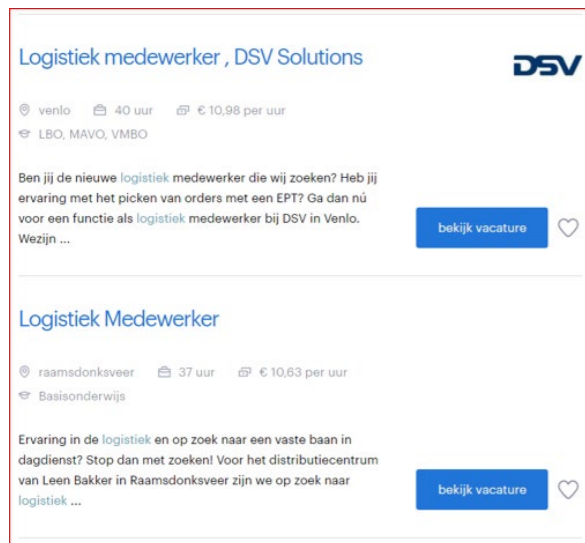 Logistiek medewerker , DSV Solutions
DSV
venlo 40 uur € 10,98 per uur
LBO, MAVO, VMBO
Ben jij de nieuwe logistiek medewerker die wij zoeken? Heb jij
ervaring met het picken van orders met een EPT? Ga dan nú
voor een functie als logistiek medewerker bij DSV in Venlo.
Wezijn ...
bekijk vacature
Logistiek Medewerker
raamsdonksveer 37 uur € 10,63 per uur
Basisonderwijs
Ervaring in de logistiek en op zoek naar een vaste baan in
dagdienst? Stop dan met zoeken! Voor het distributiecentrum
van Leen Bakker in Raamsdonksveer zijn we op zoek naar
logistiek ...
bekijk vacature